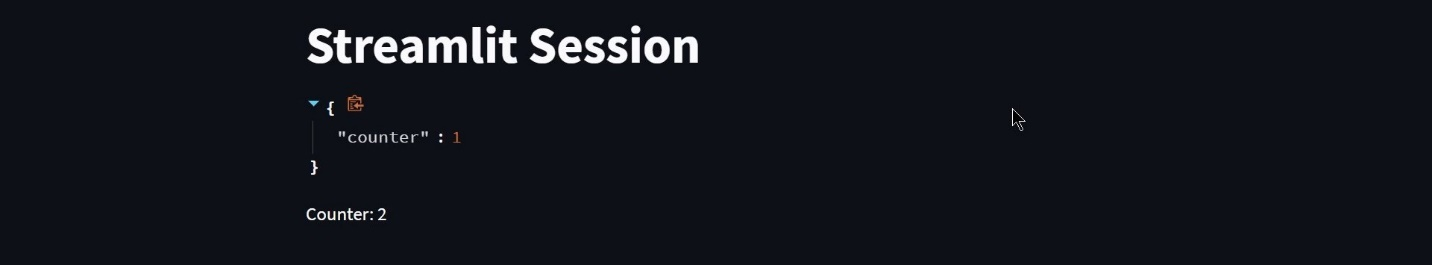 Streamlit Session
{
"counter" : 1
}
Counter: 2